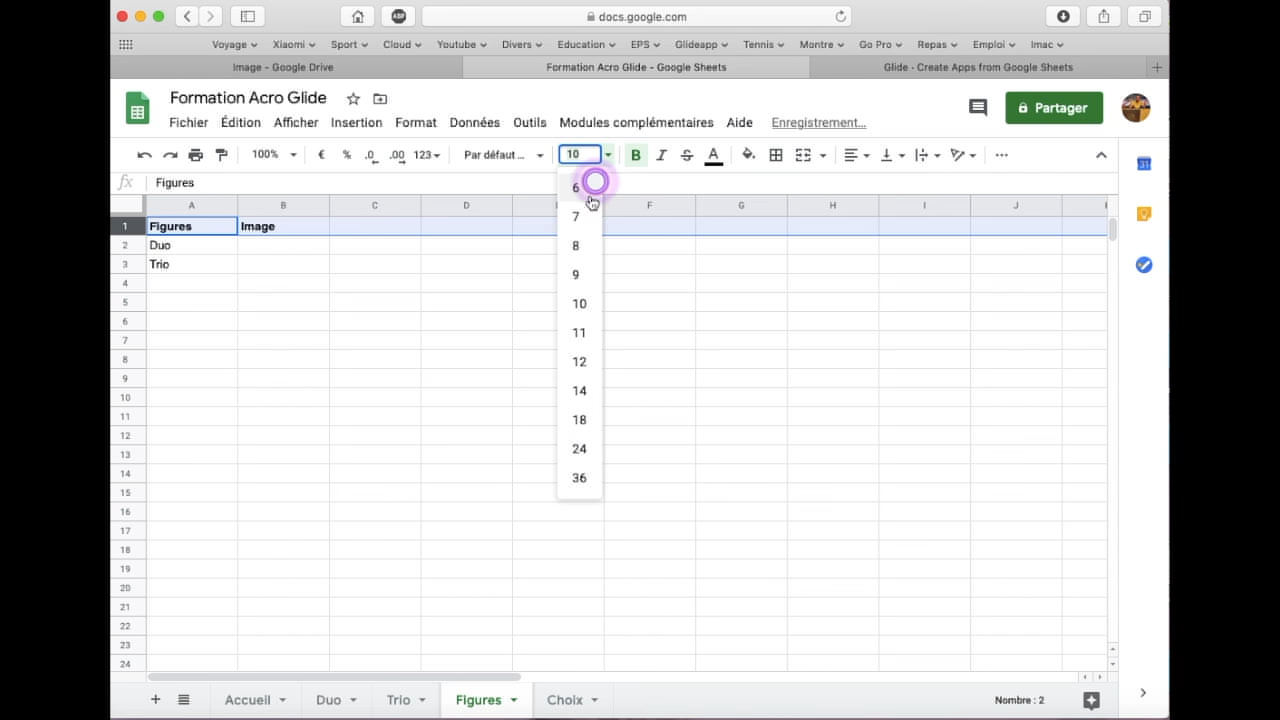 ABP
docs.google.com
Voyage Xiaomi Sport Cloud Youtube Divers Education EPS Glideapp Tennis Montre Go Pro Repas Emploi Imac
Image – Google Drive
Formation Acro Glide – Google Sheets
Glide · Create Apps from Google Sheets
Formation Acro Glide
Partager
Fichier Édition Afficher Insertion Format Données Outils Modules complémentaires Aide Enregistrement...
100% € % .0 .00 123 Par défaut ... 10 B I S A
31
fx Figures
A B C D F G H I J
1 Figures Image
2 Duo
3 Trio
4
5
6
7
8
9
10
11
12
13
14
15
16
17
18
19
20
21
22
23
24
6
7
8
9
10
11
12
14
18
24
36
Accueil Duo Trio Figures Choix Nombre : 2